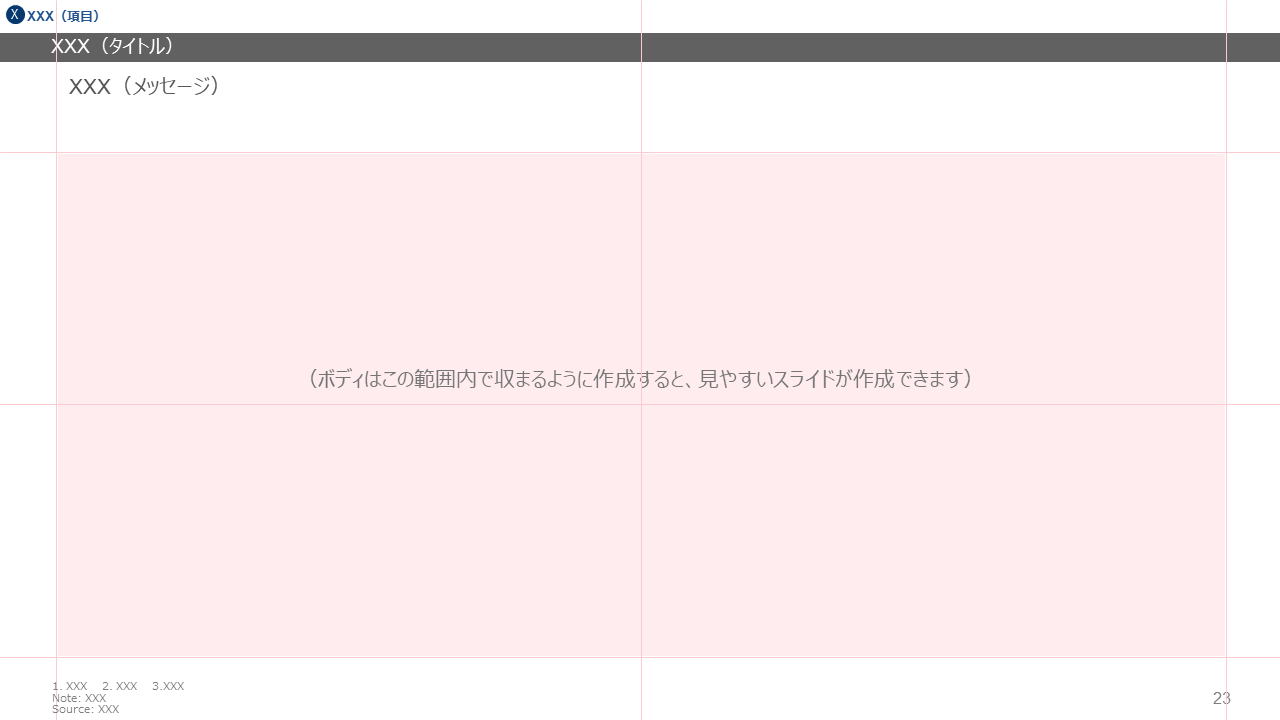 X XXX（項目）
XXX（タイトル）
XXX（メッセージ）
（ボディはこの範囲内で収まるように作成すると、見やすいスライドが作成できます）
1. XXX 2. XXX 3.XXX
Note: XXX
Source: XXX
23